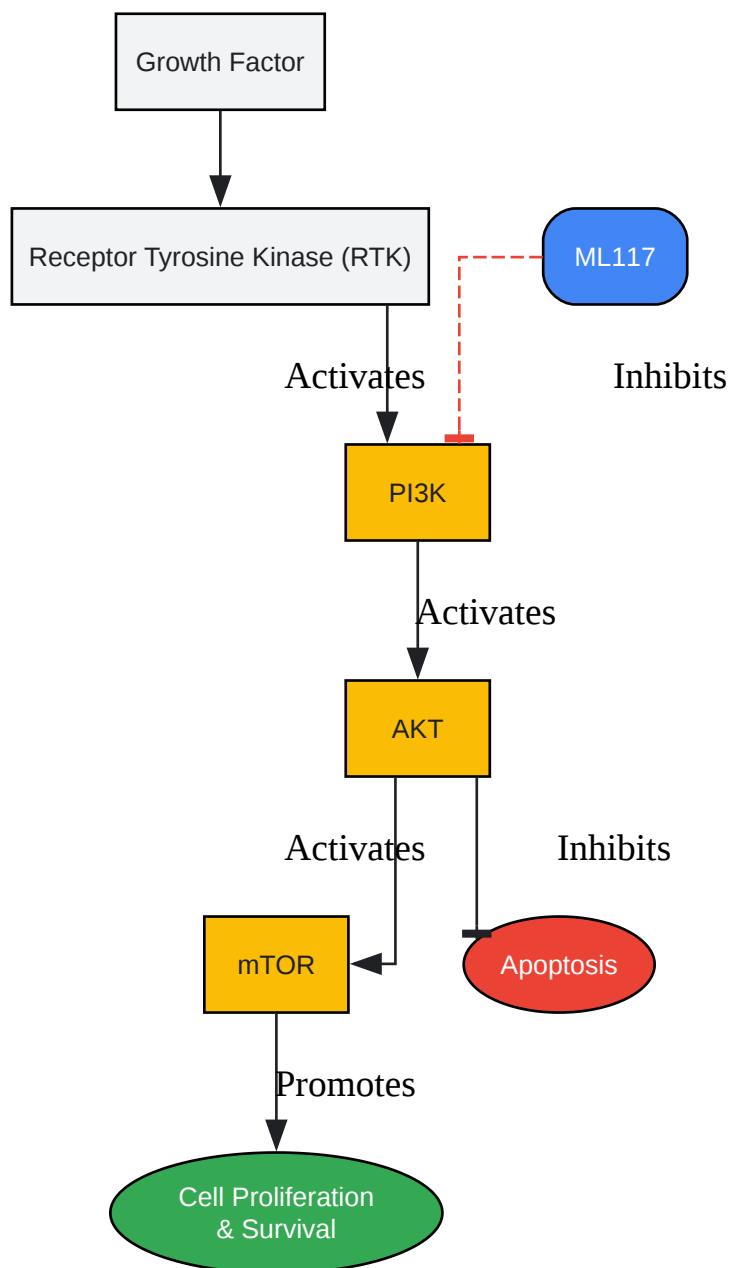 Growth Factor
Receptor Tyrosine Kinase (RTK)
ML117
Activates
Inhibits
PI3K
Activates
AKT
Activates
Inhibits
mTOR
Apoptosis
Promotes
Cell Proliferation
& Survival